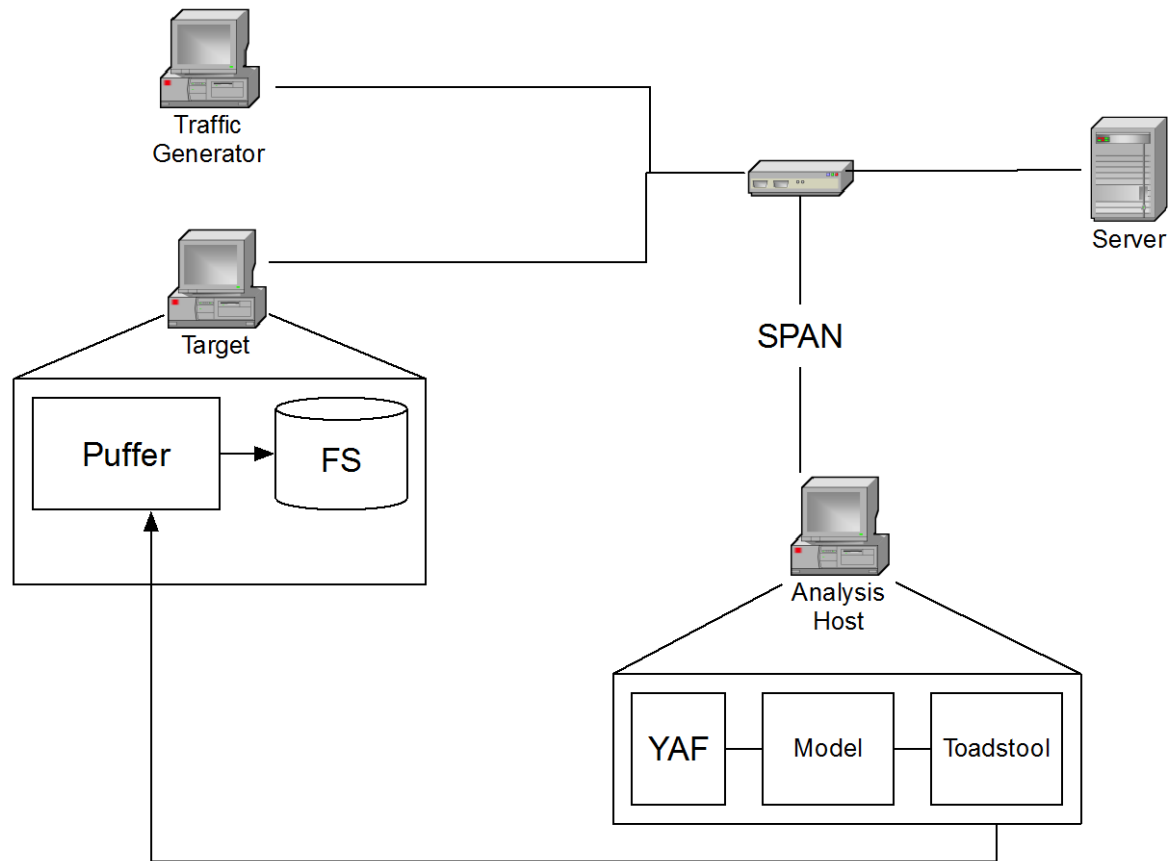 Traffic
Generator
Server
Target
SPAN
Puffer
FS
Analysis
Host
YAF
Model
Toadstool